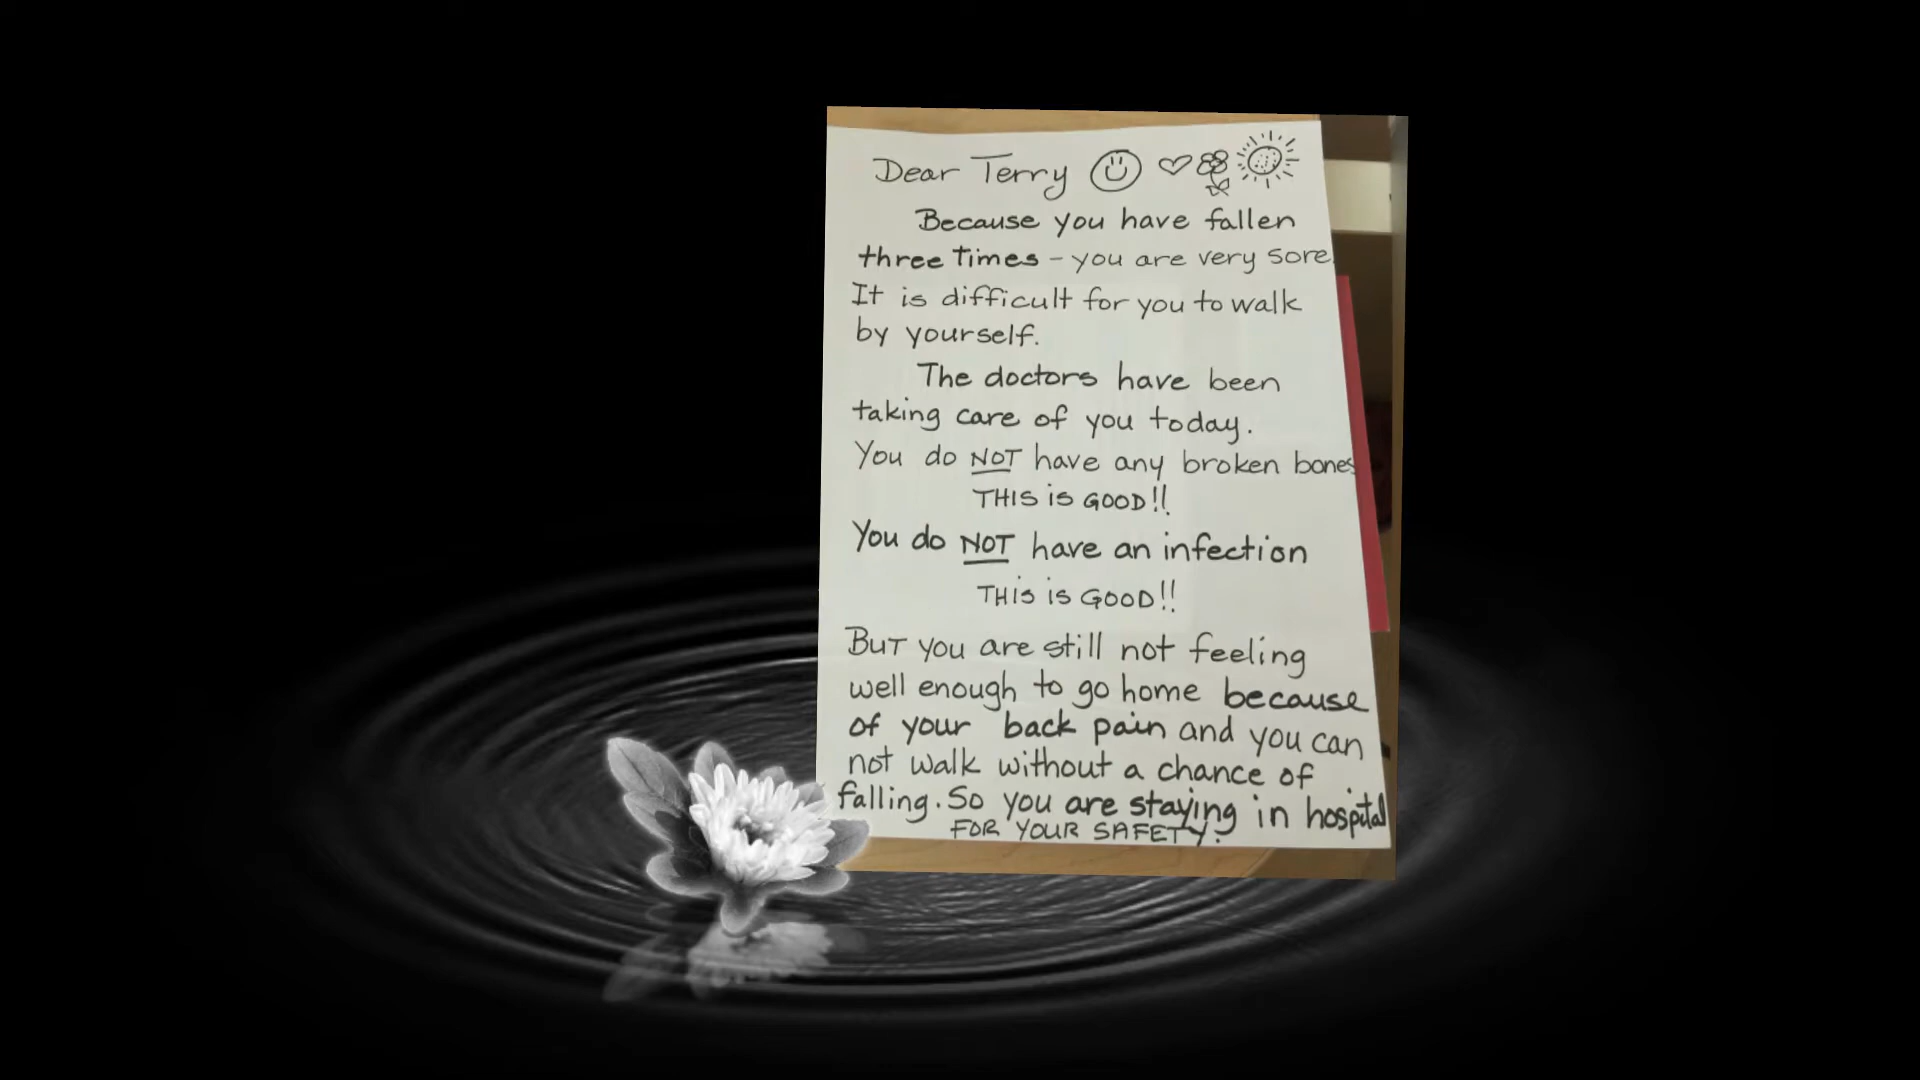 Dear Terry
Because you have fallen
three times - you are very sore.
It is difficult for you to walk
by yourself.
The doctors have been
taking care of you today.
You do NOT have any broken bones
THIS is GOOD!!
You do NOT have an infection
THIS is GOOD!!
BUT you are still not feeling
well enough to go home because
of your back pain and you can
not walk without a chance of
falling. So you are staying in hospital
FOR YOUR SAFETY.